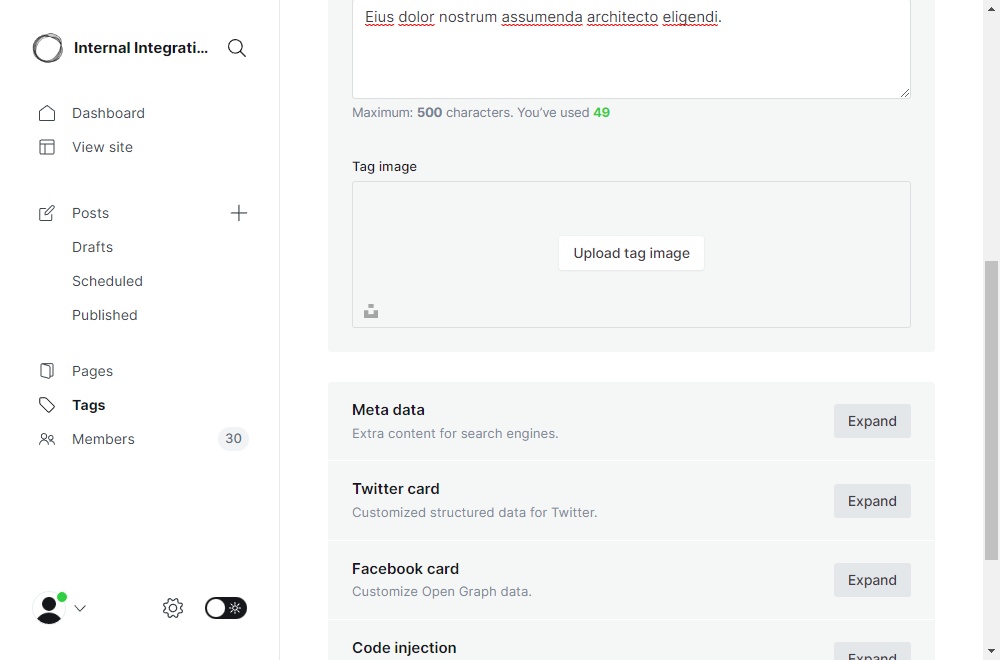 Internal Integrati...
Dashboard
View site
Posts
Drafts
Scheduled
Published
Pages
Tags
Members
30
Eius dolor nostrum assumenda architecto eligendi.
Maximum: 500 characters. You’ve used 49
Tag image
Upload tag image
Meta data
Extra content for search engines.
Expand
Twitter card
Customized structured data for Twitter.
Expand
Facebook card
Customize Open Graph data.
Expand
Code injection
Expand